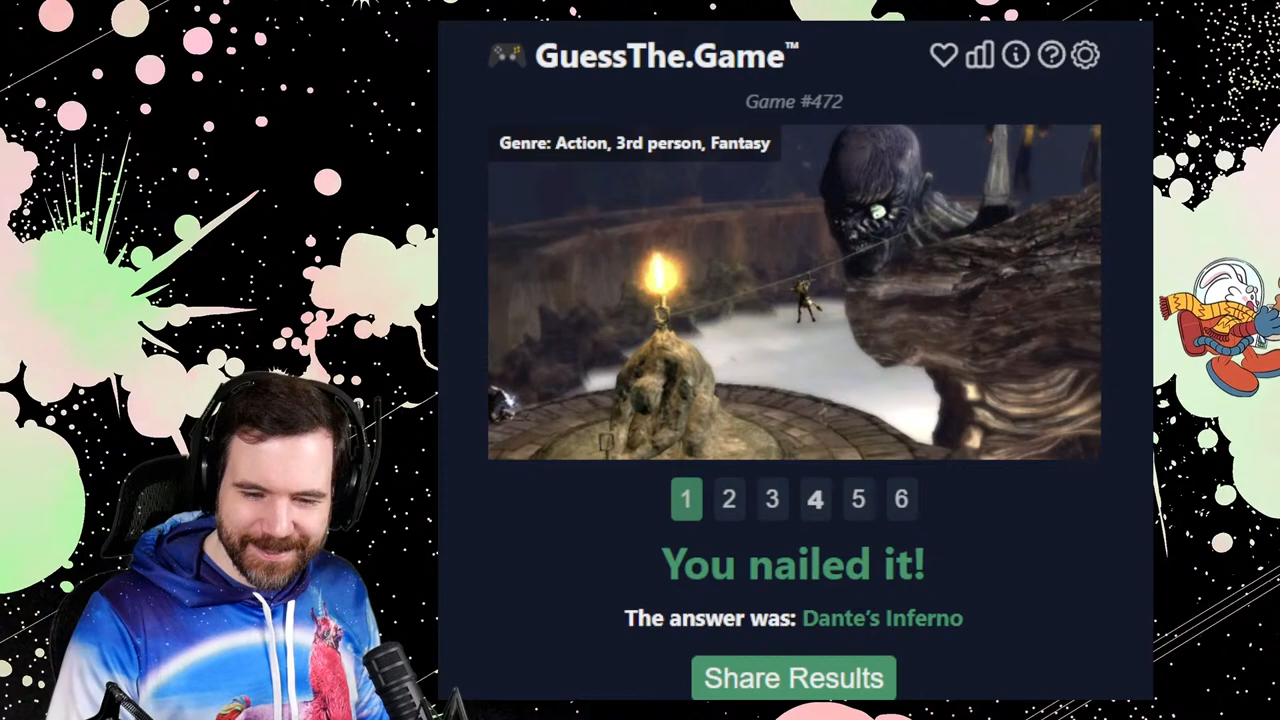 GuessThe.Game™
Game #472
Genre: Action, 3rd person, Fantasy
1 2 3 4 5 6
You nailed it!
The answer was: Dante's Inferno
Share Results